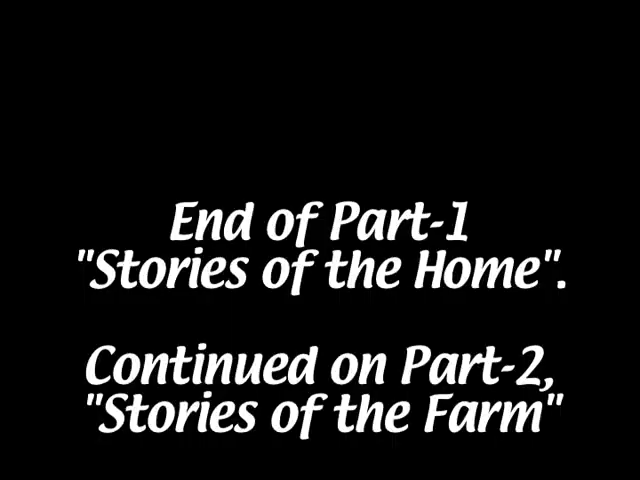 End of Part-1
"Stories of the Home".
Continued on Part-2,
"Stories of the Farm"